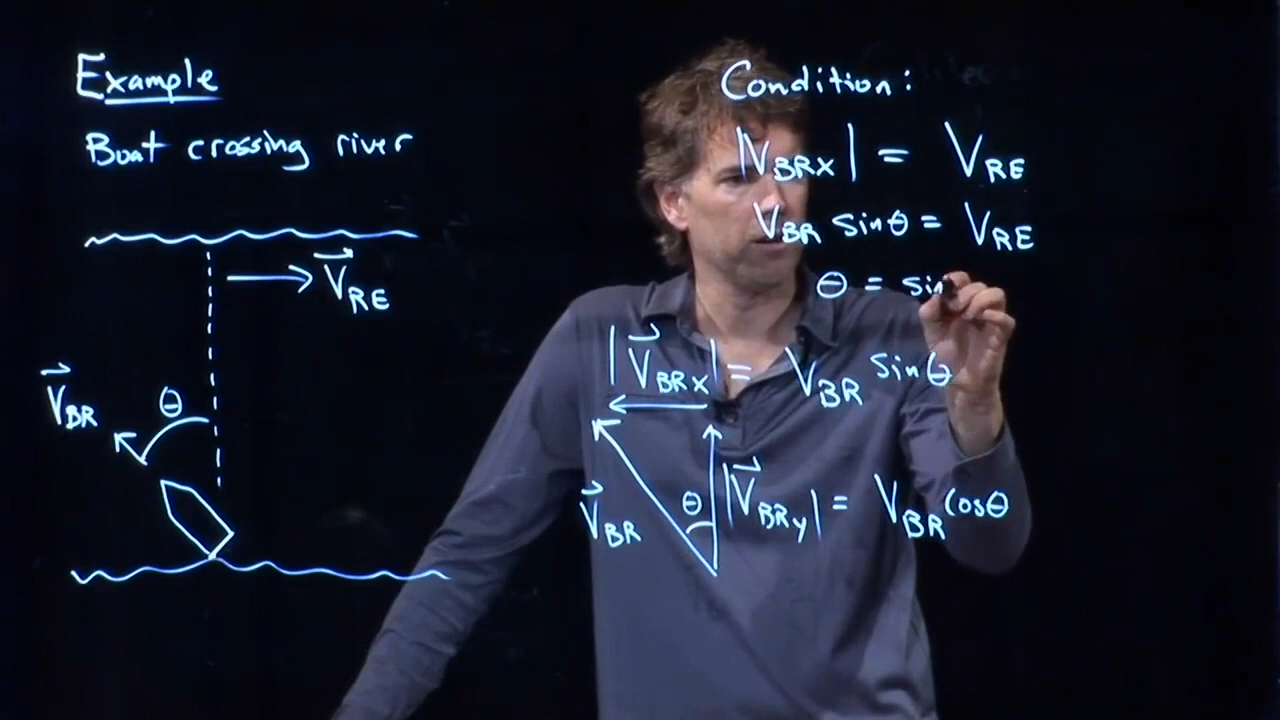 Example
Boat crossing river
V⃗RE
V⃗BR
θ
Condition:
|VBRX| = VRE
VBR sinθ = VRE
θ = sin
|V⃗BRX| = VBR sinθ
θ
V⃗BR
|V⃗BRy| = VBR cosθ